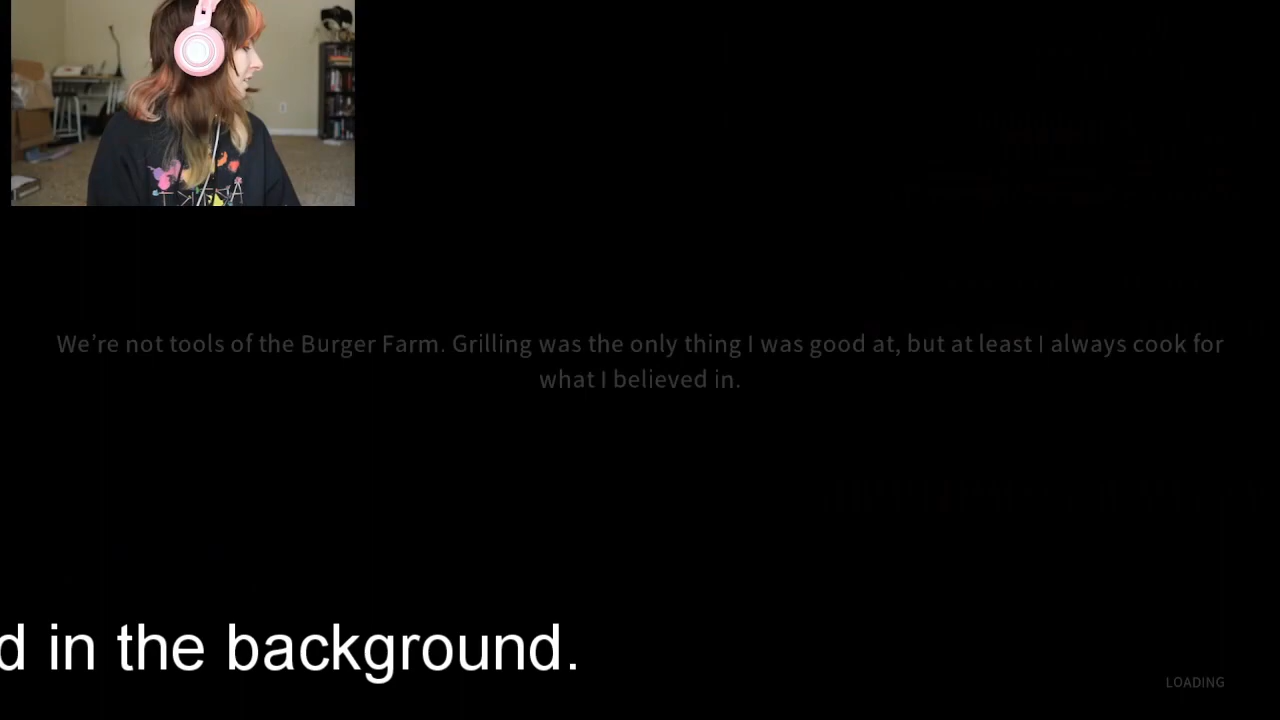 We’re not tools of the Burger Farm. Grilling was the only thing I was good at, but at least I always cook for
what I believed in.
d in the background.
LOADING